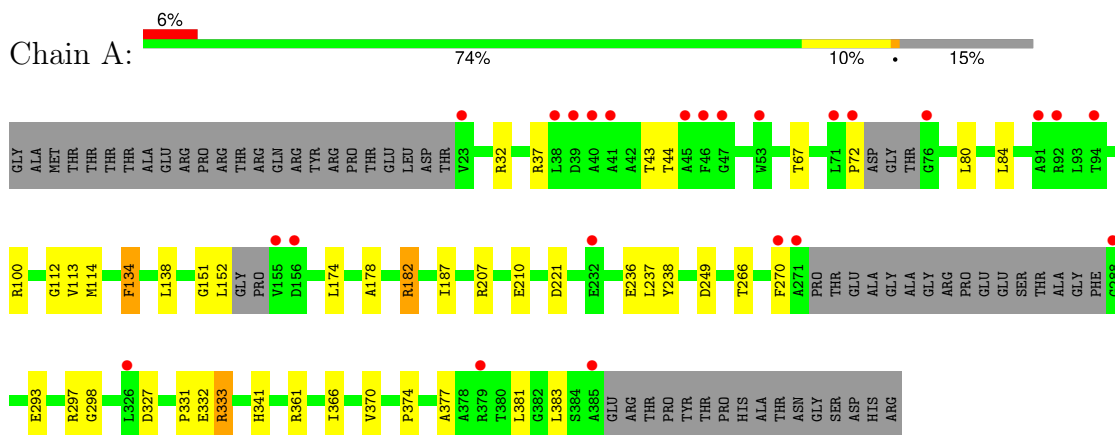 6%
Chain A:
74% 10% • 15%
GLY ALA MET THR THR THR THR ALA GLU ARG PRO ARG THR ARG GLN ARG TYR ARG PRO THR GLU LEU ASP THR V23 R32 R37 L38 D39 A40 A41 A42 T43 T44 A45 F46 G47 W53 T67 L71 P72 ASP GLY THR G76 L80 L84 A91 R92 L93 T94
R100 G112 V113 M114 F134 L138 G151 L152 GLY PRO V155 D156 L174 A178 R182 I187 R207 E210 D221 E232 E236 L237 Y238 D249 T266 F270 A271 PRO THR GLU ALA GLY ALA GLY ARG PRO GLU GLU SER THR ALA GLY PHE G288
E293 R297 G298 L326 D327 P331 E332 R333 H341 R361 I366 V370 P374 A377 A378 R379 T380 L381 G382 L383 S384 A385 GLU ARG THR PRO TYR THR PRO HIS ALA THR ASN GLY SER ASP HIS ARG